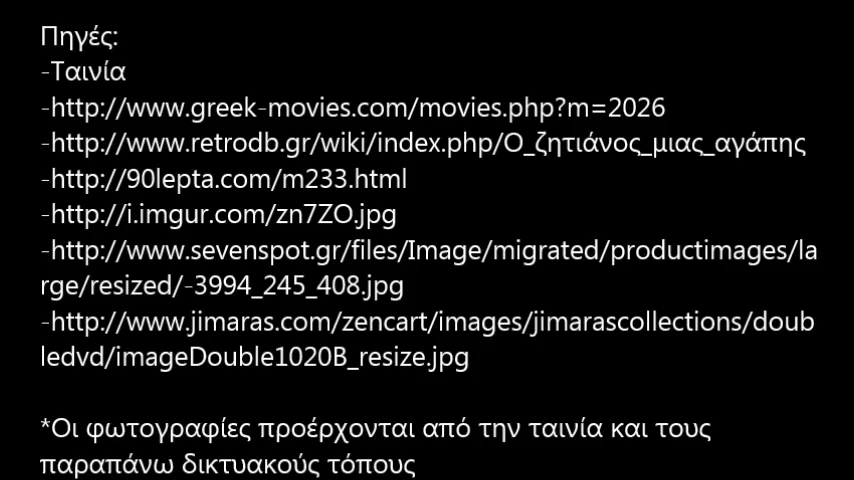 Πηγές:
-Ταινία
-http://www.greek-movies.com/movies.php?m=2026
-http://www.retrodb.gr/wiki/index.php/Ο_ζητιάνος_μιας_αγάπης
-http://90lepta.com/m233.html
-http://i.imgur.com/zn7ZO.jpg
-http://www.sevenspot.gr/files/Image/migrated/productimages/la
rge/resized/-3994_245_408.jpg
-http://www.jimaras.com/zencart/images/jimarascollections/doub
ledvd/imageDouble1020B_resize.jpg
*Οι φωτογραφίες προέρχονται από την ταινία και τους
παραπάνω δικτυακούς τόπους